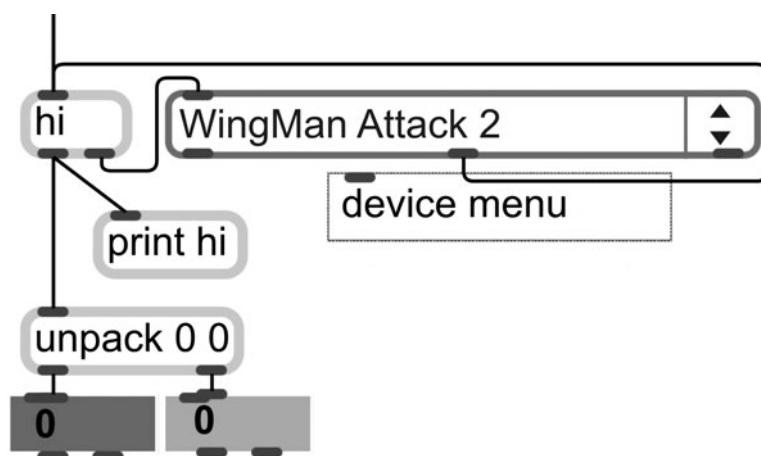 hi
WingMan Attack 2
device menu
print hi
unpack 0 0
0
0